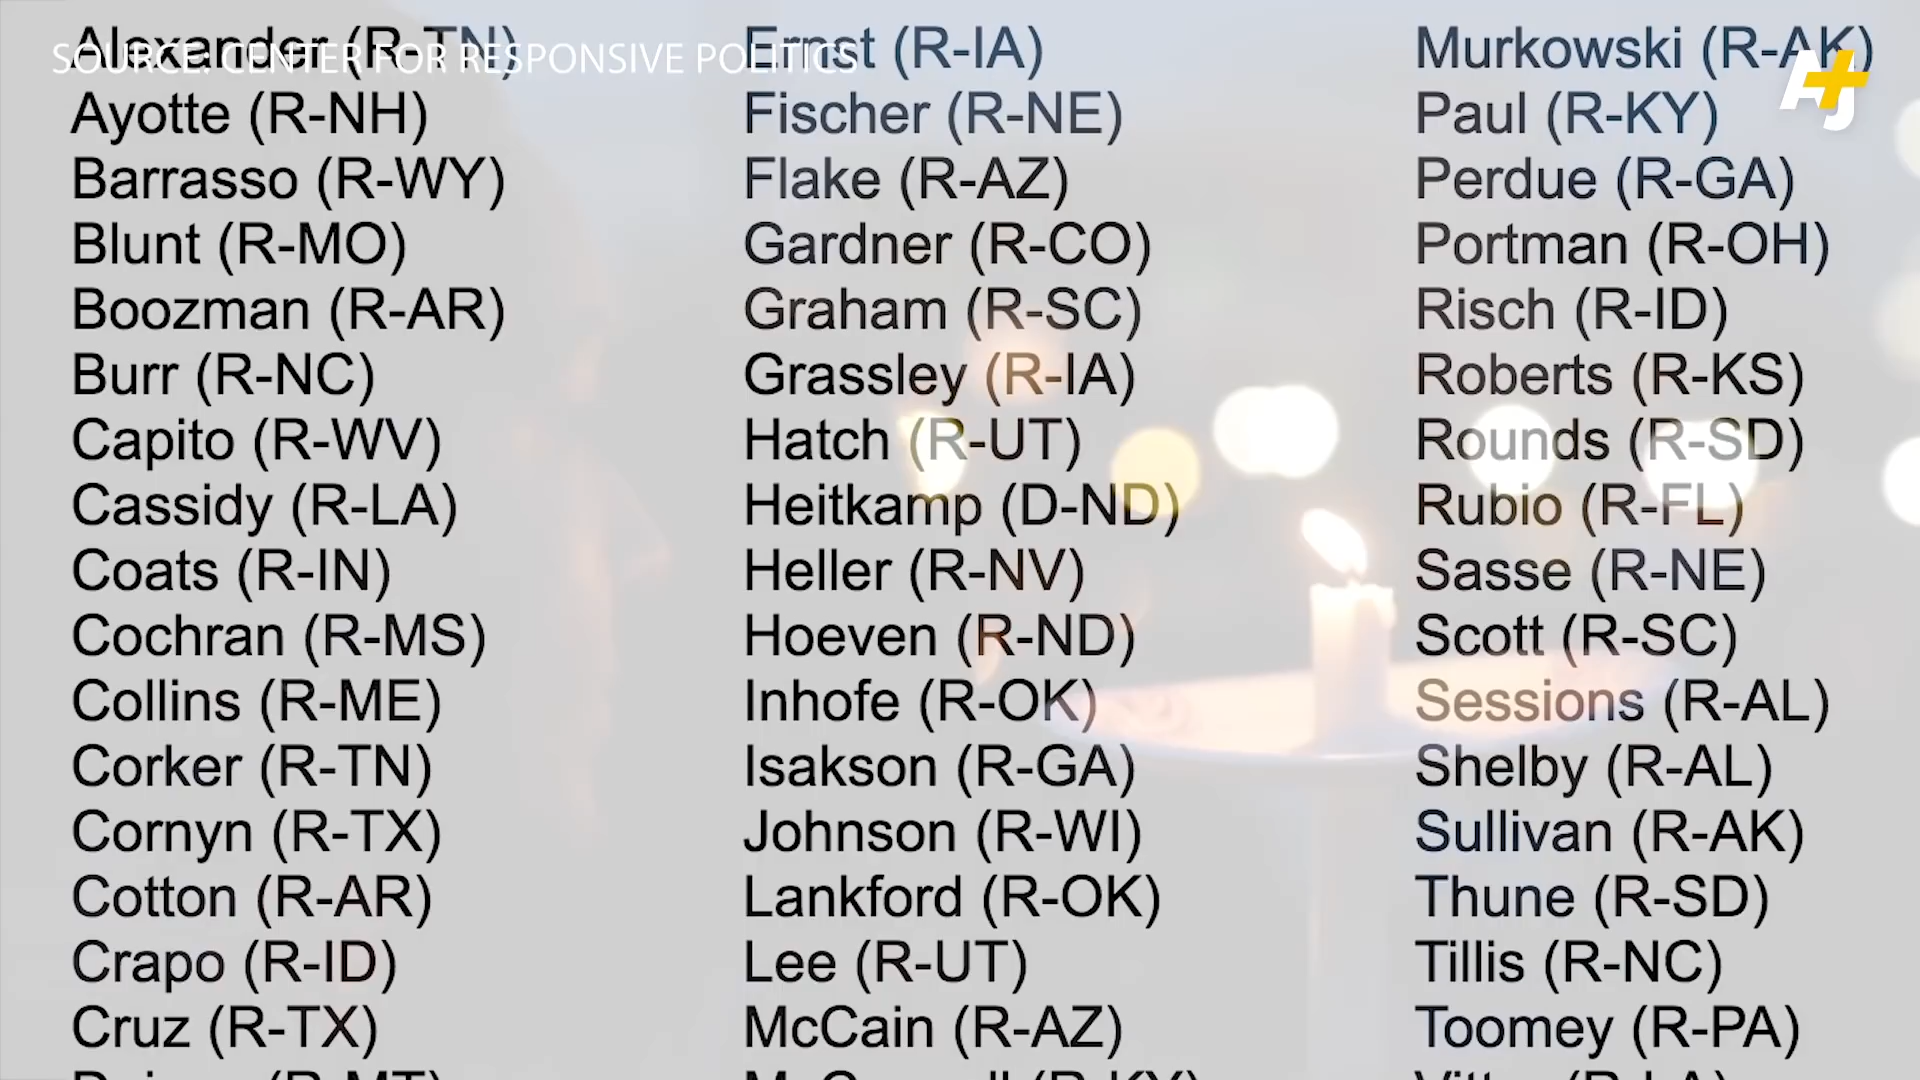 SOURCE: CENTER FOR RESPONSIVE POLITICS
Alexander (R-TN)
Ayotte (R-NH)
Barrasso (R-WY)
Blunt (R-MO)
Boozman (R-AR)
Burr (R-NC)
Capito (R-WV)
Cassidy (R-LA)
Coats (R-IN)
Cochran (R-MS)
Collins (R-ME)
Corker (R-TN)
Cornyn (R-TX)
Cotton (R-AR)
Crapo (R-ID)
Cruz (R-TX)
Ernst (R-IA)
Fischer (R-NE)
Flake (R-AZ)
Gardner (R-CO)
Graham (R-SC)
Grassley (R-IA)
Hatch (R-UT)
Heitkamp (D-ND)
Heller (R-NV)
Hoeven (R-ND)
Inhofe (R-OK)
Isakson (R-GA)
Johnson (R-WI)
Lankford (R-OK)
Lee (R-UT)
McCain (R-AZ)
Murkowski (R-AK)
Paul (R-KY)
Perdue (R-GA)
Portman (R-OH)
Risch (R-ID)
Roberts (R-KS)
Rounds (R-SD)
Rubio (R-FL)
Sasse (R-NE)
Scott (R-SC)
Sessions (R-AL)
Shelby (R-AL)
Sullivan (R-AK)
Thune (R-SD)
Tillis (R-NC)
Toomey (R-PA)
AJ+